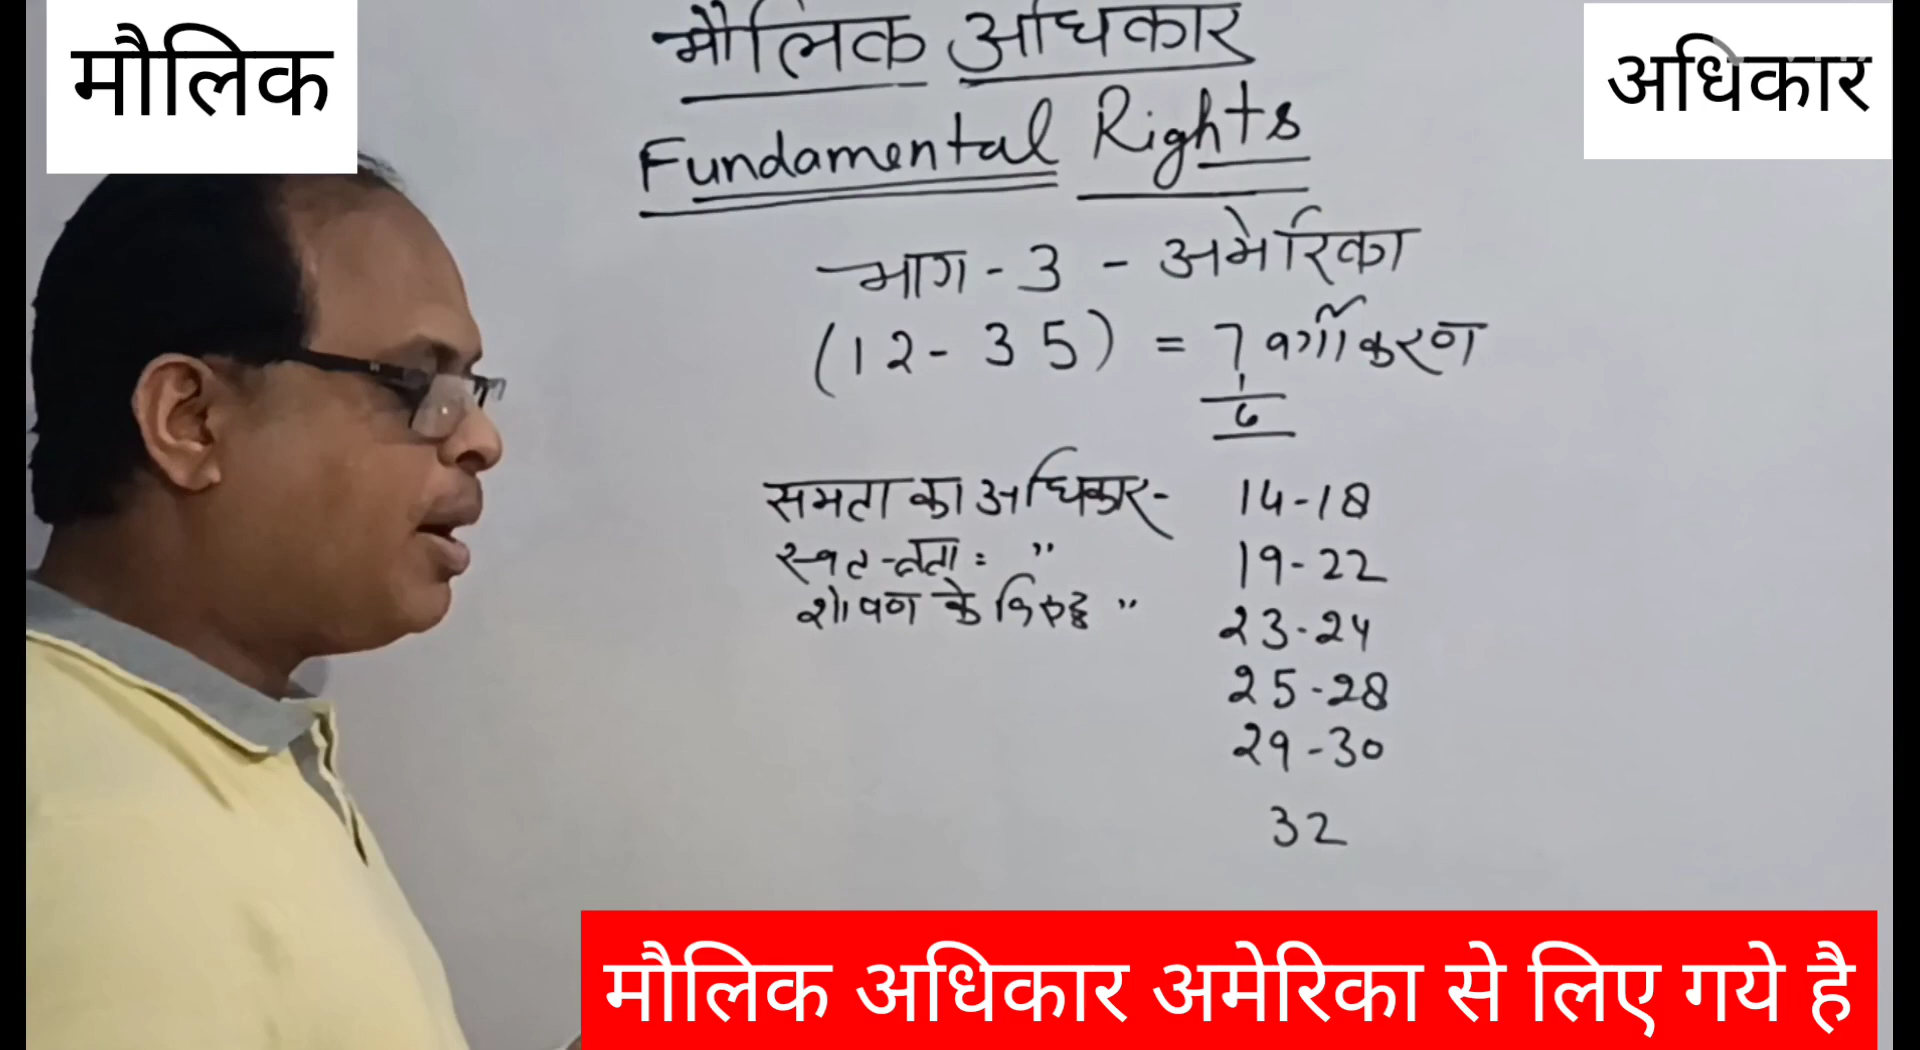 मौलिक
अधिकार
मौलिक अधिकार
Fundamental Rights
भाग - 3 - अमेरिका
(12 - 35) = 7 वर्गीकरण
6
समता का अधिकार - 14-18
स्वतन्त्रता = " 19-22
शोषण के विरुद्ध " 23-24
25-28
29-30
32
मौलिक अधिकार अमेरिका से लिए गये है